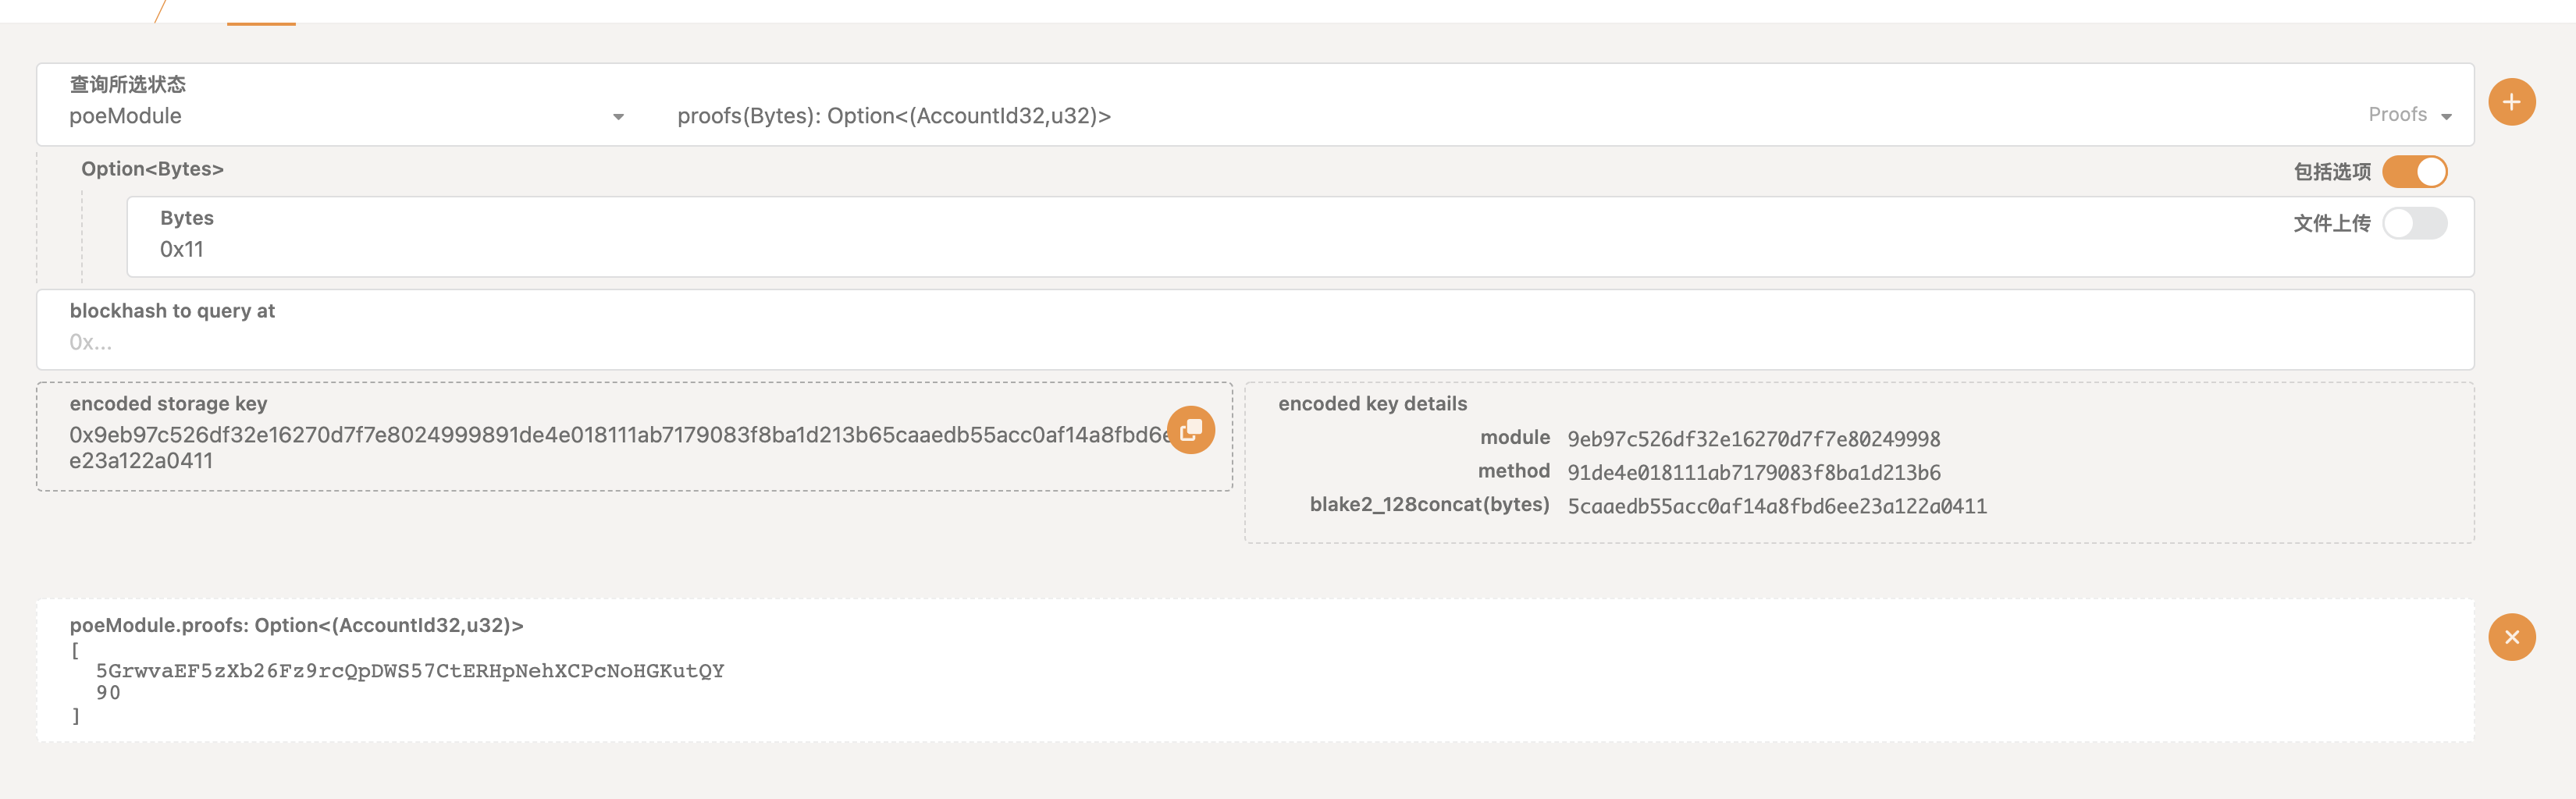 查询所选状态
poeModule
proofs(Bytes): Option<(AccountId32,u32)>
Proofs
Option<Bytes>
包括选项
Bytes
0x11
文件上传
blockhash to query at
0x...
encoded storage key
0x9eb97c526df32e16270d7f7e8024999891de4e018111ab7179083f8ba1d213b65caaedb55acc0af14a8fbd6e
e23a122a0411
encoded key details
module 9eb97c526df32e16270d7f7e80249998
method 91de4e018111ab7179083f8ba1d213b6
blake2_128concat(bytes) 5caaedb55acc0af14a8fbd6ee23a122a0411
poeModule.proofs: Option<(AccountId32,u32)>
[
5GrwvaEF5zXb26Fz9rcQpDWS57CtERHpNehXCPcNoHGKutQY
90
]